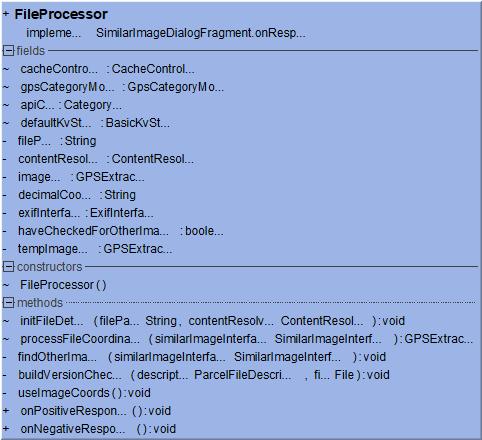 + FileProcessor
impleme... SimilarImageDialogFragment.onResp...
fields
~ cacheContro... : CacheControl...
~ gpsCategoryMo... : GpsCategoryMo...
~ apiC... : Category...
~ defaultKvSt... : BasicKvSt...
- fileP... : String
- contentResol... : ContentResol...
- image... : GPSExtrac...
- decimalCoo... : String
- exifInterfa... : ExifInterfa...
- haveCheckedForOtherIma... : boole...
- tempImage... : GPSExtrac...
constructors
~ FileProcessor ( )
methods
~ initFileDet... ( filePa... String , contentResolv... ContentResol... ) : void
~ processFileCoordina... ( similarImageInterfa... SimilarImageInterf... ) : GPSExtrac...
- findOtherIma... ( similarImageInterfa... SimilarImageInterf... ) : void
- buildVersionChec... ( descript... ParcelFileDescri... , fi... File ) : void
- useImageCoords ( ) : void
+ onPositiveRespon... ( ) : void
+ onNegativeRespo... ( ) : void